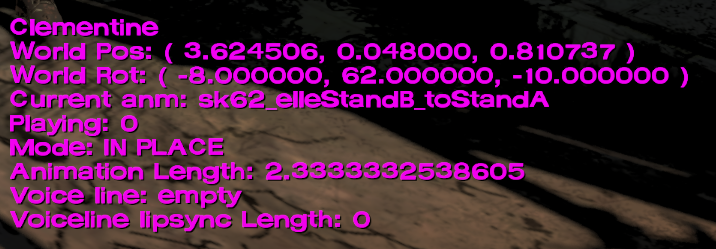 Clementine
World Pos: ( 3.624506, 0.048000, 0.810737 )
World Rot: ( -8.000000, 62.000000, -10.000000 )
Current anm: sk62_elleStandB_toStandA
Playing: 0
Mode: IN PLACE
Animation Length: 2.3333332538605
Voice line: empty
Voiceline lipsync Length: 0